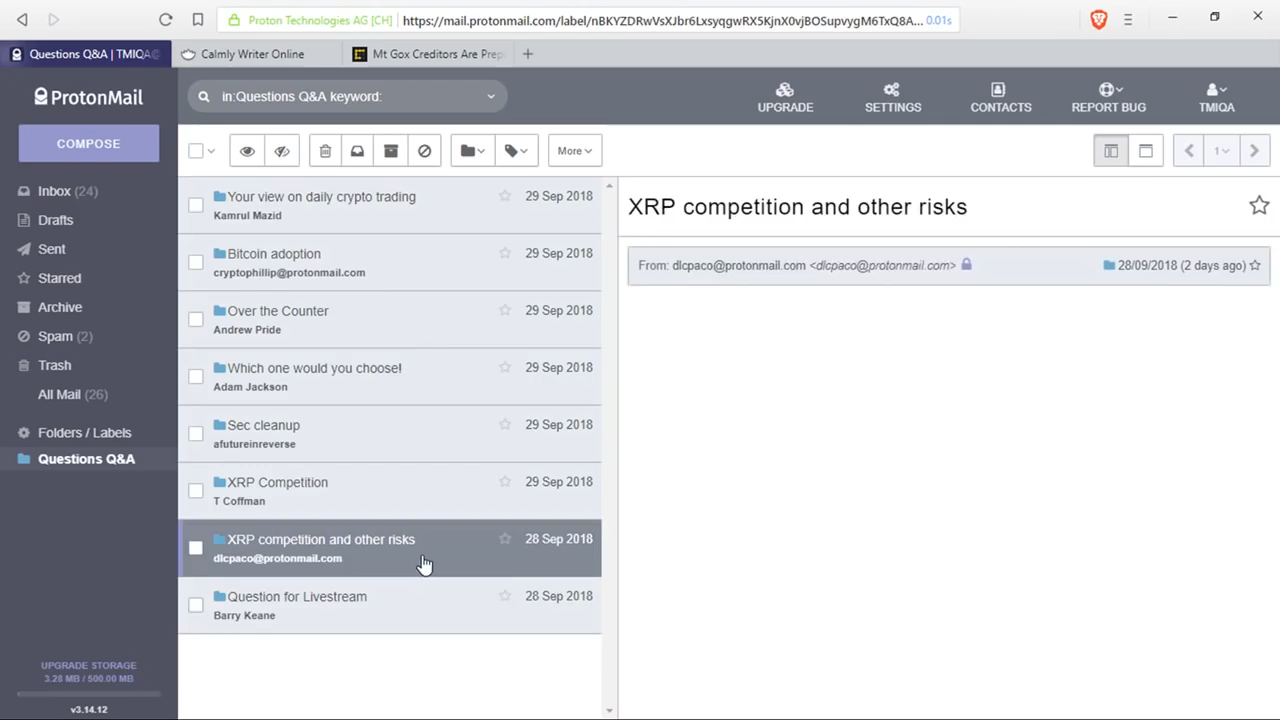 Proton Technologies AG [CH] https://mail.protonmail.com/label/nBKYZDRwVsXJbr6LxsyqgwRX5KjnX0vjBOSupvygM6TxQ8A... 0.01s
Questions Q&A | TMIQA@
Calmly Writer Online
Mt Gox Creditors Are Prep
ProtonMail
in:Questions Q&A keyword:
UPGRADE
SETTINGS
CONTACTS
REPORT BUG
TMIQA
COMPOSE
More
1
Inbox (24)
Drafts
Sent
Starred
Archive
Spam (2)
Trash
All Mail (26)
Folders / Labels
Questions Q&A
UPGRADE STORAGE
3.28 MB / 500.00 MB
v3.14.12
Your view on daily crypto trading 29 Sep 2018
Kamrul Mazid
Bitcoin adoption 29 Sep 2018
cryptophillip@protonmail.com
Over the Counter 29 Sep 2018
Andrew Pride
Which one would you choose! 29 Sep 2018
Adam Jackson
Sec cleanup 29 Sep 2018
afutureinreverse
XRP Competition 29 Sep 2018
T Coffman
XRP competition and other risks 28 Sep 2018
dlcpaco@protonmail.com
Question for Livestream 28 Sep 2018
Barry Keane
XRP competition and other risks
From: dlcpaco@protonmail.com <dlcpaco@protonmail.com> 28/09/2018 (2 days ago)